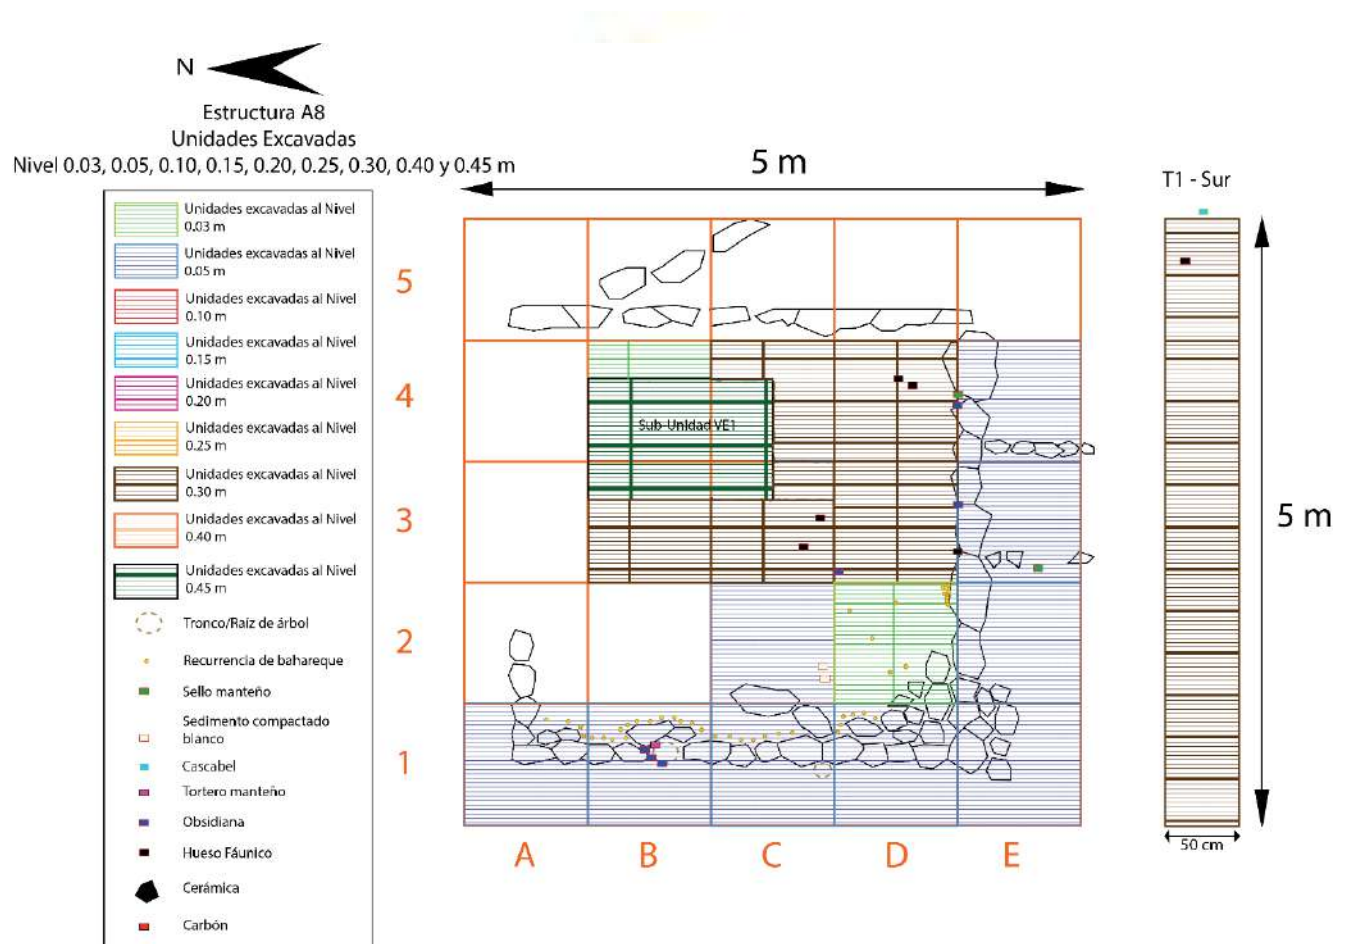 N
Estructura A8
Unidades Excavadas
Nivel 0.03, 0.05, 0.10, 0.15, 0.20, 0.25, 0.30, 0.40 y 0.45 m
Unidades excavadas al Nivel
0.03 m
Unidades excavadas al Nivel
0.05 m
Unidades excavadas al Nivel
0.10 m
Unidades excavadas al Nivel
0.15 m
Unidades excavadas al Nivel
0.20 m
Unidades excavadas al Nivel
0.25 m
Unidades excavadas al Nivel
0.30 m
Unidades excavadas al Nivel
0.40 m
Unidades excavadas al Nivel
0.45 m
Tronco/Raíz de árbol
Recurrencia de bahareque
Sello manteño
Sedimento compactado
blanco
Cascabel
Tortero manteño
Obsidiana
Hueso Fáunico
Cerámica
Carbón
5 m
5
4
3
2
1
Sub-Unidad VE1
A B C D E
T1 - Sur
5 m
50 cm